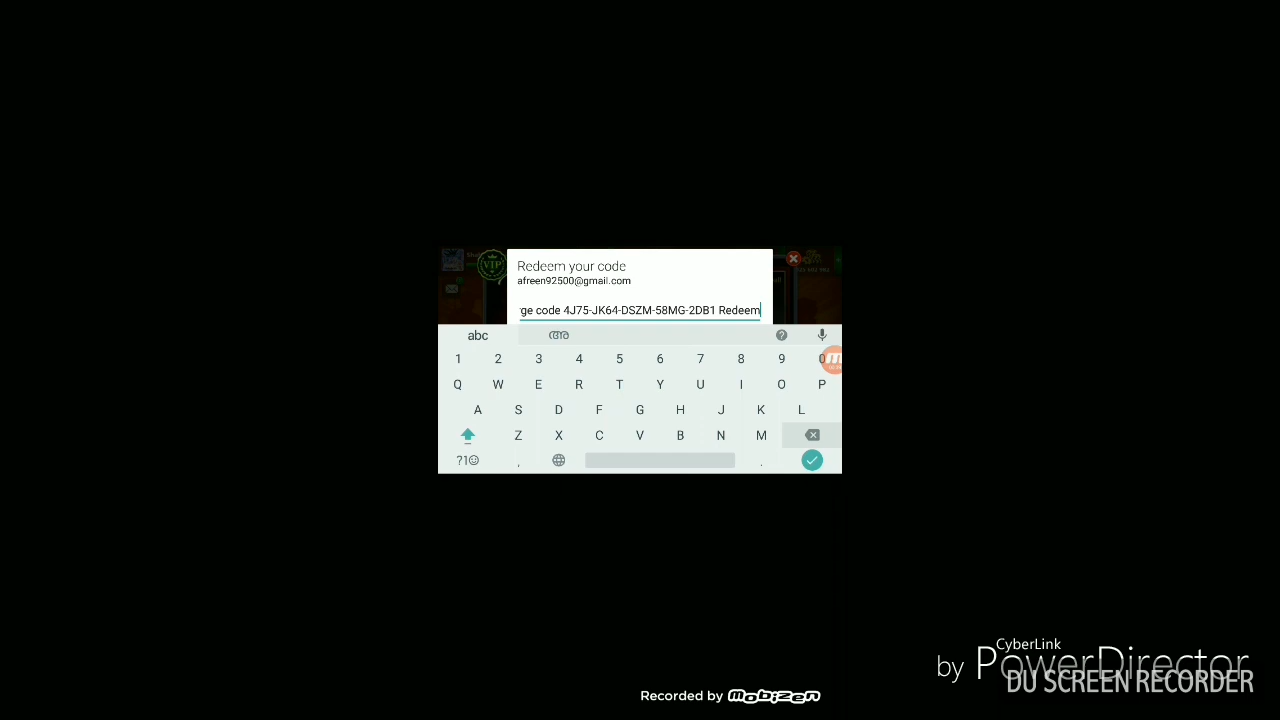 VIP
Redeem your code
afreen92500@gmail.com
ge code 4J75-JK64-DSZM-58MG-2DB1 Redeem
abc അ
1 2 3 4 5 6 7 8 9 0
Q W E R T Y U I O P
A S D F G H J K L
Z X C V B N M
?1☺ , .
CyberLink
by PowerDirector
DU SCREEN RECORDER
Recorded by mobizen